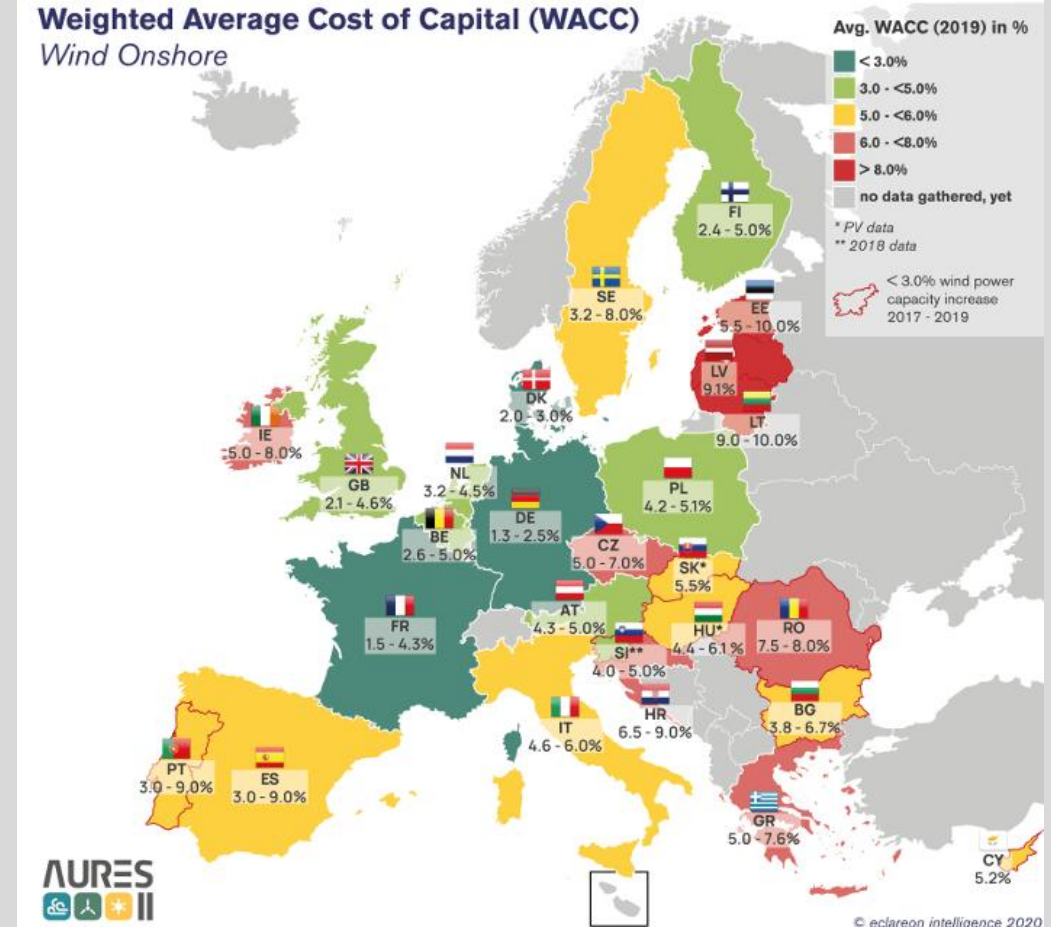 Weighted Average Cost of Capital (WACC)
Wind Onshore
Avg. WACC (2019) in %
< 3.0%
3.0 - <5.0%
5.0 - <6.0%
6.0 - <8.0%
> 8.0%
no data gathered, yet
* PV data
** 2018 data
< 3.0% wind power
capacity increase
2017 - 2019
FI
2.4 - 5.0%
SE
3.2 - 8.0%
EE
5.5 - 10.0%
LV
9.1%
LT
9.0 - 10.0%
DK
2.0 - 3.0%
IE
5.0 - 8.0%
GB
2.1 - 4.6%
NL
3.2 - 4.5%
BE
2.6 - 5.0%
DE
1.3 - 2.5%
PL
4.2 - 5.1%
CZ
5.0 - 7.0%
SK*
5.5%
AT
4.3 - 5.0%
HU*
4.4 - 6.1 %
SI**
4.0 - 5.0%
RO
7.5 - 8.0%
FR
1.5 - 4.3%
HR
6.5 - 9.0%
BG
3.8 - 6.7%
IT
4.6 - 6.0%
PT
3.0 - 9.0%
ES
3.0 - 9.0%
GR
5.0 - 7.6%
CY
5.2%
AURES
II
© eclareon intelligence 2020